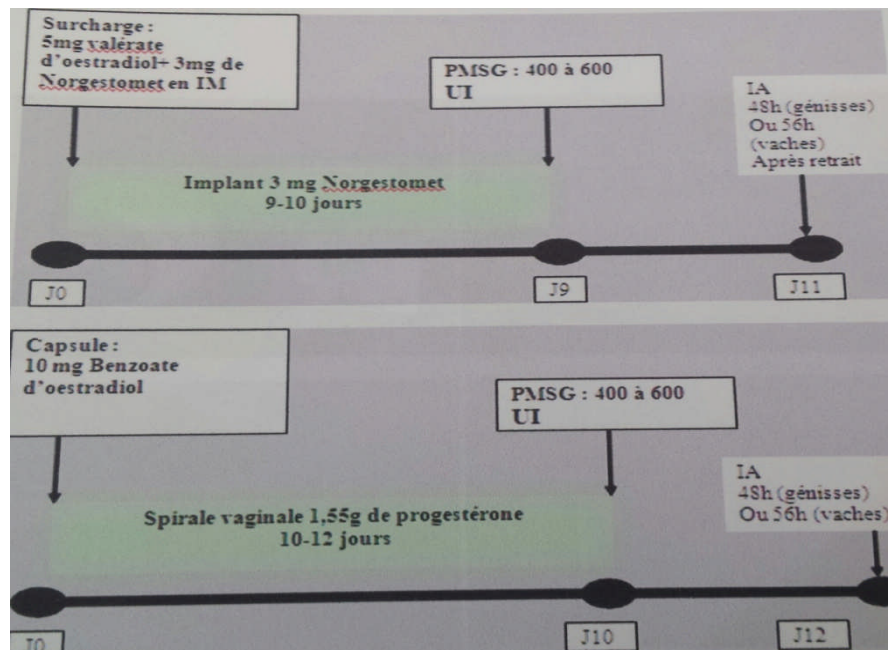 Surcharge :
5mg valérate
d'oestradiol+ 3mg de
Norgestomet en IM
PMSG : 400 à 600
UI
IA
48h (génisses)
Ou 56h
(vaches)
Après retrait
Implant 3 mg Norgestomet
9-10 jours
J0
J9
J11
Capsule :
10 mg Benzoate
d'oestradiol
PMSG : 400 à 600
UI
IA
48h (génisses)
Ou 56h (vaches)
Spirale vaginale 1,55g de progestérone
10-12 jours
J0
J10
J12